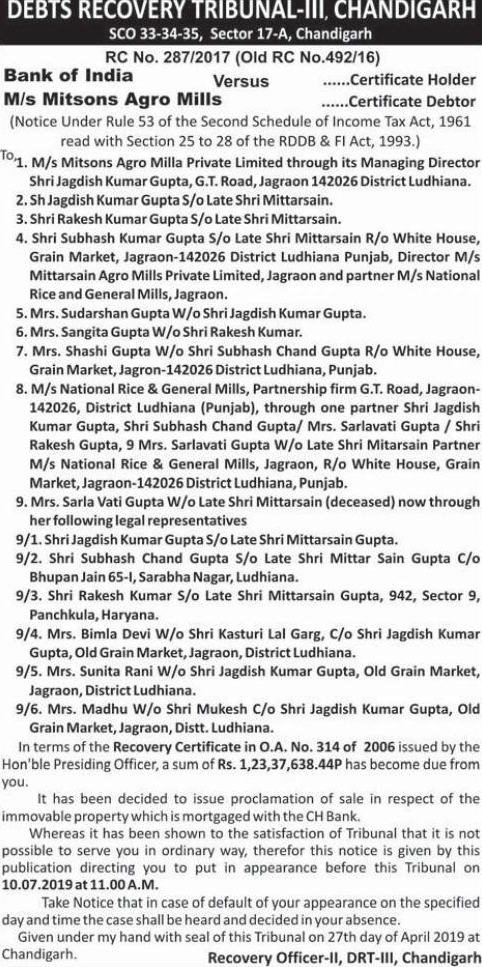 DEBTS RECOVERY TRIBUNAL-III, CHANDIGARH
SCO 33-34-35, Sector 17-A, Chandigarh
RC No. 287/2017 (Old RC No.492/16)
Bank of India Versus ......Certificate Holder
M/s Mitsons Agro Mills ......Certificate Debtor
(Notice Under Rule 53 of the Second Schedule of Income Tax Act, 1961
read with Section 25 to 28 of the RDDB & FI Act, 1993.)
To,
1. M/s Mitsons Agro Milla Private Limited through its Managing Director
Shri Jagdish Kumar Gupta, G.T. Road, Jagraon 142026 District Ludhiana.
2. Sh Jagdish Kumar Gupta S/o Late Shri Mittarsain.
3. Shri Rakesh Kumar Gupta S/o Late Shri Mittarsain.
4. Shri Subhash Kumar Gupta S/o Late Shri Mittarsain R/o White House,
Grain Market, Jagraon-142026 District Ludhiana Punjab, Director M/s
Mittarsain Agro Mills Private Limited, Jagraon and partner M/s National
Rice and General Mills, Jagraon.
5. Mrs. Sudarshan Gupta W/o Shri Jagdish Kumar Gupta.
6. Mrs. Sangita Gupta W/o Shri Rakesh Kumar.
7. Mrs. Shashi Gupta W/o Shri Subhash Chand Gupta R/o White House,
Grain Market, Jagron-142026 District Ludhiana, Punjab.
8. M/s National Rice & General Mills, Partnership firm G.T. Road, Jagraon-
142026, District Ludhiana (Punjab), through one partner Shri Jagdish
Kumar Gupta, Shri Subhash Chand Gupta/ Mrs. Sarlavati Gupta / Shri
Rakesh Gupta, 9 Mrs. Sarlavati Gupta W/o Late Shri Mitarsain Partner
M/s National Rice & General Mills, Jagraon, R/o White House, Grain
Market, Jagraon-142026 District Ludhiana, Punjab.
9. Mrs. Sarla Vati Gupta W/o Late Shri Mittarsain (deceased) now through
her following legal representatives
9/1. Shri Jagdish Kumar Gupta S/o Late Shri Mittarsain Gupta.
9/2. Shri Subhash Chand Gupta S/o Late Shri Mittar Sain Gupta C/o
Bhupan Jain 65-I, Sarabha Nagar, Ludhiana.
9/3. Shri Rakesh Kumar S/o Late Shri Mittarsain Gupta, 942, Sector 9,
Panchkula, Haryana.
9/4. Mrs. Bimla Devi W/o Shri Kasturi Lal Garg, C/o Shri Jagdish Kumar
Gupta, Old Grain Market, Jagraon, District Ludhiana.
9/5. Mrs. Sunita Rani W/o Shri Jagdish Kumar Gupta, Old Grain Market,
Jagraon, District Ludhiana.
9/6. Mrs. Madhu W/o Shri Mukesh C/o Shri Jagdish Kumar Gupta, Old
Grain Market, Jagraon, Distt. Ludhiana.
In terms of the Recovery Certificate in O.A. No. 314 of 2006 issued by the
Hon'ble Presiding Officer, a sum of Rs. 1,23,37,638.44P has become due from
you.
It has been decided to issue proclamation of sale in respect of the
immovable property which is mortgaged with the CH Bank.
Whereas it has been shown to the satisfaction of Tribunal that it is not
possible to serve you in ordinary way, therefor this notice is given by this
publication directing you to put in appearance before this Tribunal on
10.07.2019 at 11.00 A.M.
Take Notice that in case of default of your appearance on the specified
day and time the case shall be heard and decided in your absence.
Given under my hand with seal of this Tribunal on 27th day of April 2019 at
Chandigarh.
Recovery Officer-II, DRT-III, Chandigarh